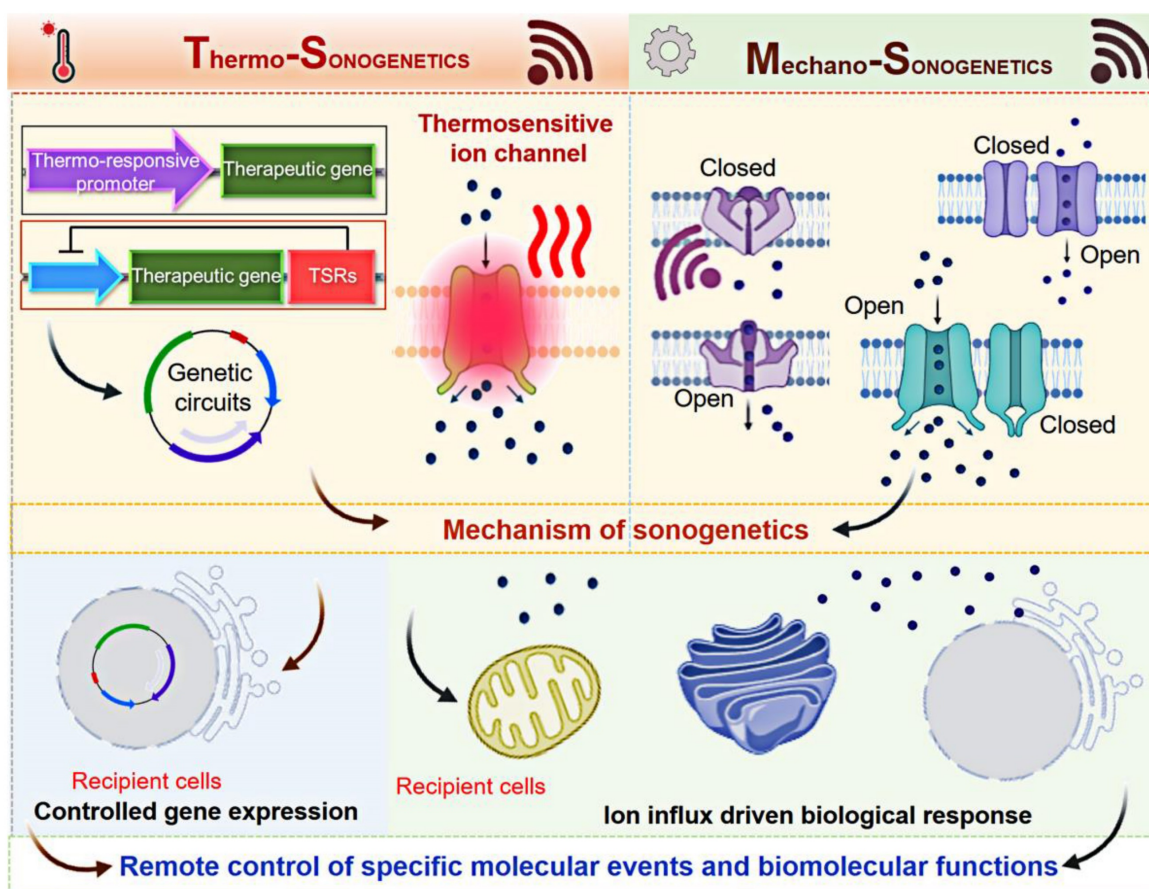 Thermo-Sonogenetics
Mechano-Sonogenetics
Thermo-responsive
promoter
Therapeutic gene
Therapeutic gene
TSRs
Genetic
circuits
Thermosensitive
ion channel
Closed
Open
Closed
Open
Open
Closed
Mechanism of sonogenetics
Recipient cells
Controlled gene expression
Recipient cells
Ion influx driven biological response
Remote control of specific molecular events and biomolecular functions